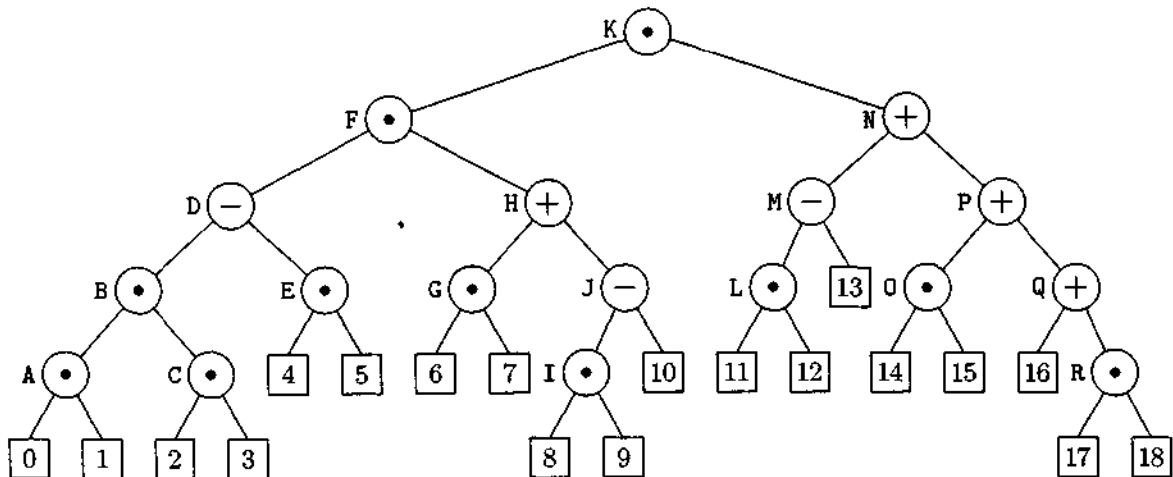 K •
F • N +
D − H + M − P +
B • E • G • J − L • 13 O • Q +
A • C • 4 5 6 7 I • 10 11 12 14 15 16 R •
0 1 2 3 8 9 17 18